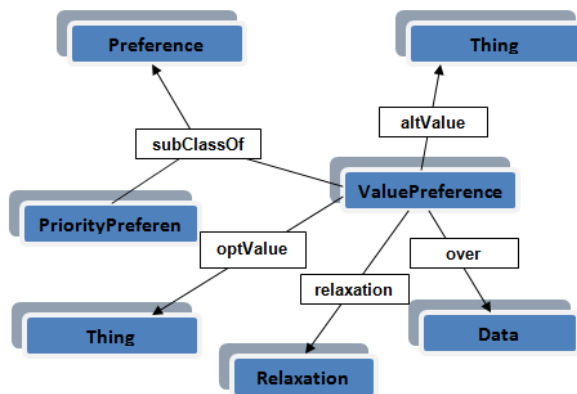 Preference
Thing
altValue
subClassOf
ValuePreference
PriorityPreferen
optValue
over
relaxation
Thing
Data
Relaxation